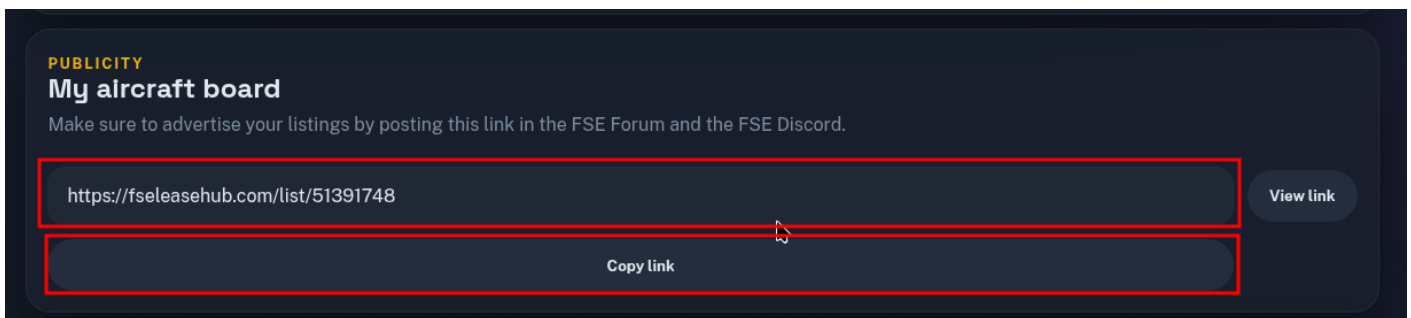 PUBLICITY
My aircraft board
Make sure to advertise your listings by posting this link in the FSE Forum and the FSE Discord.
https://fseleasehub.com/list/51391748
View link
Copy link